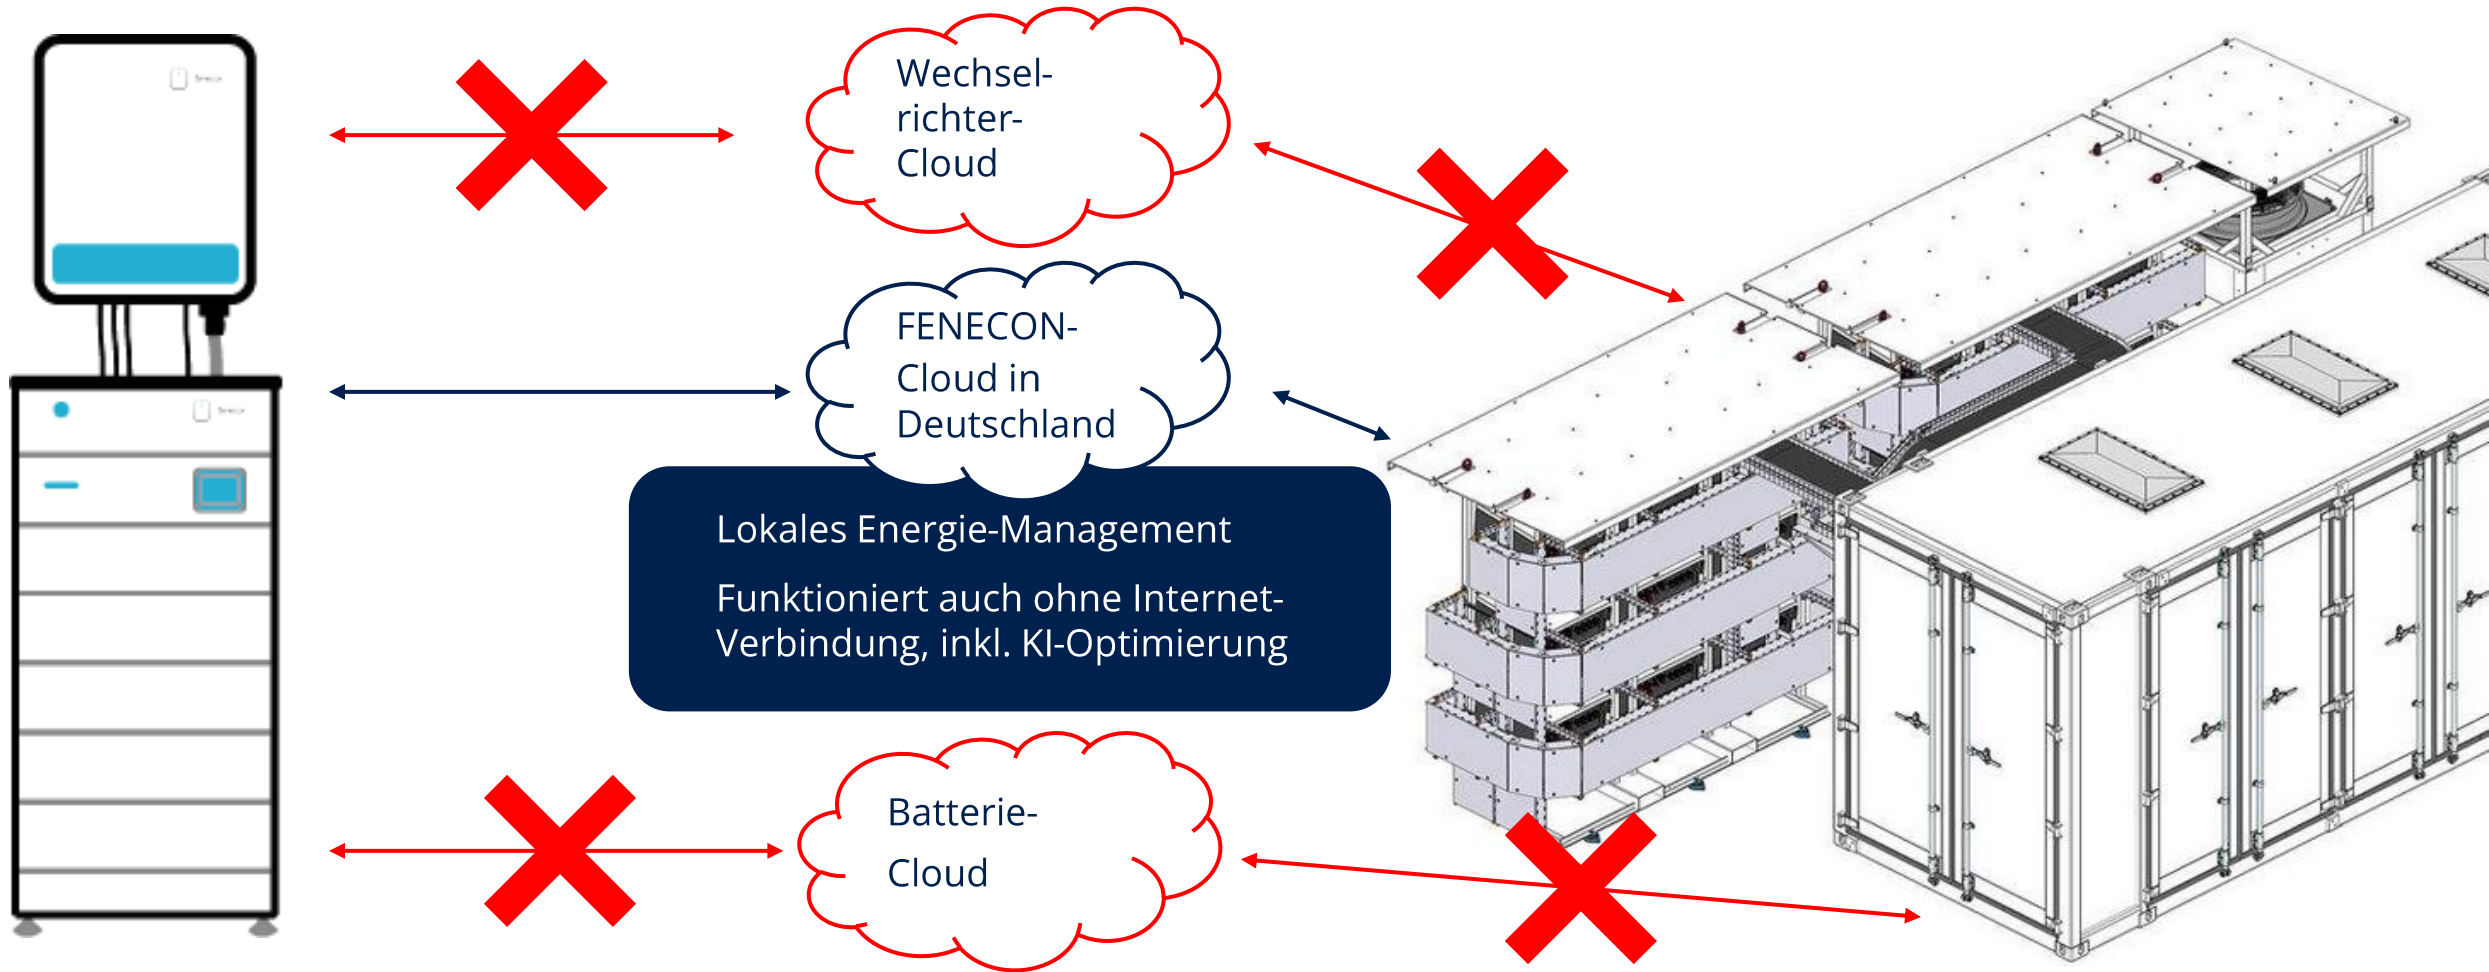 Wechsel-
richter-
Cloud
FENECON-
Cloud in
Deutschland
Lokales Energie-Management
Funktioniert auch ohne Internet-
Verbindung, inkl. KI-Optimierung
Batterie-
Cloud